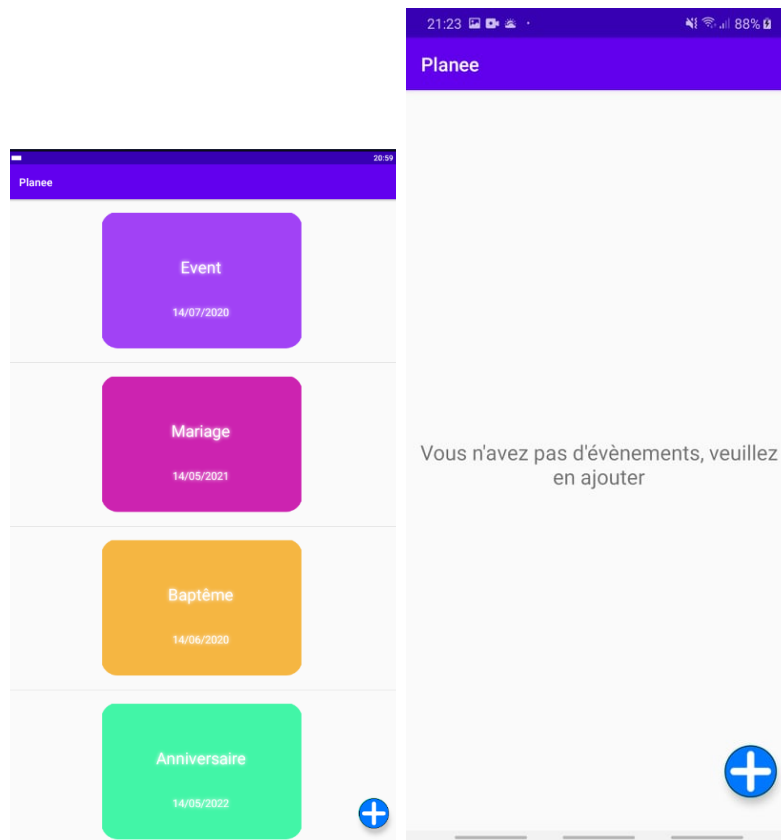 20:59
Planee
Event
14/07/2020
Mariage
14/05/2021
Baptême
14/06/2020
Anniversaire
14/05/2022
21:23
88%
Planee
Vous n'avez pas d'évènements, veuillez
en ajouter